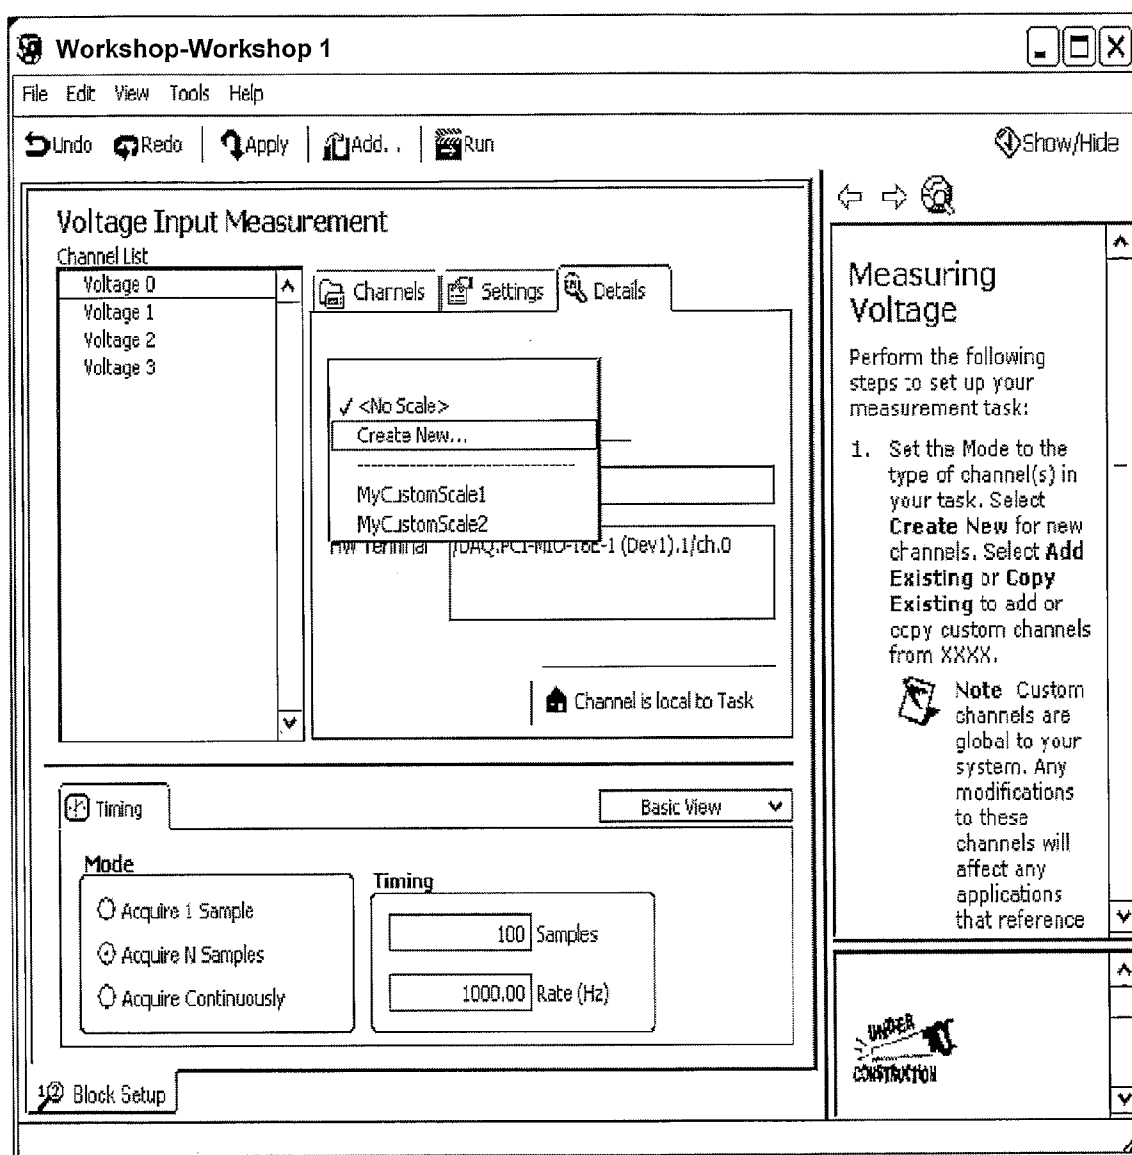 Workshop-Workshop 1
File Edit View Tools Help
Undo Redo Apply Add. . Run Show/Hide
Voltage Input Measurement
Channel List
Voltage 0
Voltage 1
Voltage 2
Voltage 3
Channels Settings Details
<No Scale>
Create New...
MyCustomScale1
MyCustomScale2
HW Terminal /DAQ.PCI-MIO-16E-1 (Dev1).1/ch.0
Channel is local to Task
Timing
Basic View
Mode
Acquire 1 Sample
Acquire N Samples
Acquire Continuously
Timing
100 Samples
1000.00 Rate (Hz)
Block Setup
Measuring
Voltage
Perform the following
steps to set up your
measurement task:
1. Set the Mode to the
type of channel(s) in
your task. Select
Create New for new
channels. Select Add
Existing or Copy
Existing to add or
copy custom channels
from XXXX.
Note Custom
channels are
global to your
system. Any
modifications
to these
channels will
affect any
applications
that reference
UNDER
CONSTRUCTION